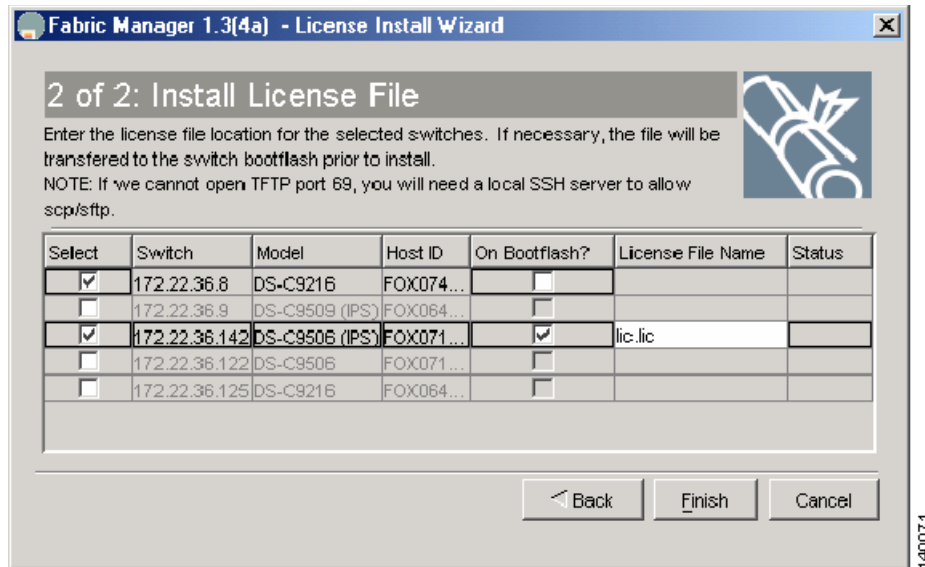 Fabric Manager 1.3(4a) - License Install Wizard
2 of 2: Install License File
Enter the license file location for the selected switches. If necessary, the file will be
transfered to the switch bootflash prior to install.
NOTE: If we cannot open TFTP port 69, you will need a local SSH server to allow
scp/sftp.
Select Switch Model Host ID On Bootflash? License File Name Status
172.22.36.8 DS-C9216 FOX074...
172.22.36.9 DS-C9509 (IPS) FOX064...
172.22.36.142 DS-C9506 (IPS) FOX071... lic.lic
172.22.36.122 DS-C9506 FOX071...
172.22.36.125 DS-C9216 FOX064...
Back Finish Cancel
140071